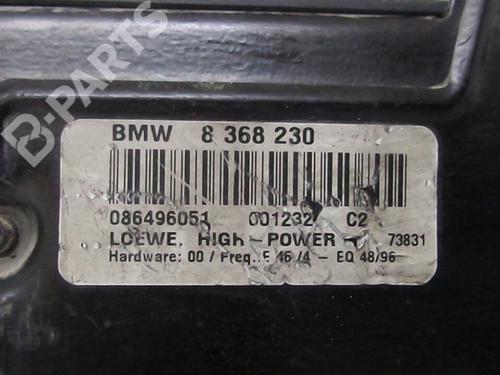 B-PARTS
BMW 8 368 230
086496051 001232 C2
LOEWE. HIGH-POWER 73831
Hardware: 00 / Freq.:E 46 /4 - EQ 48/96